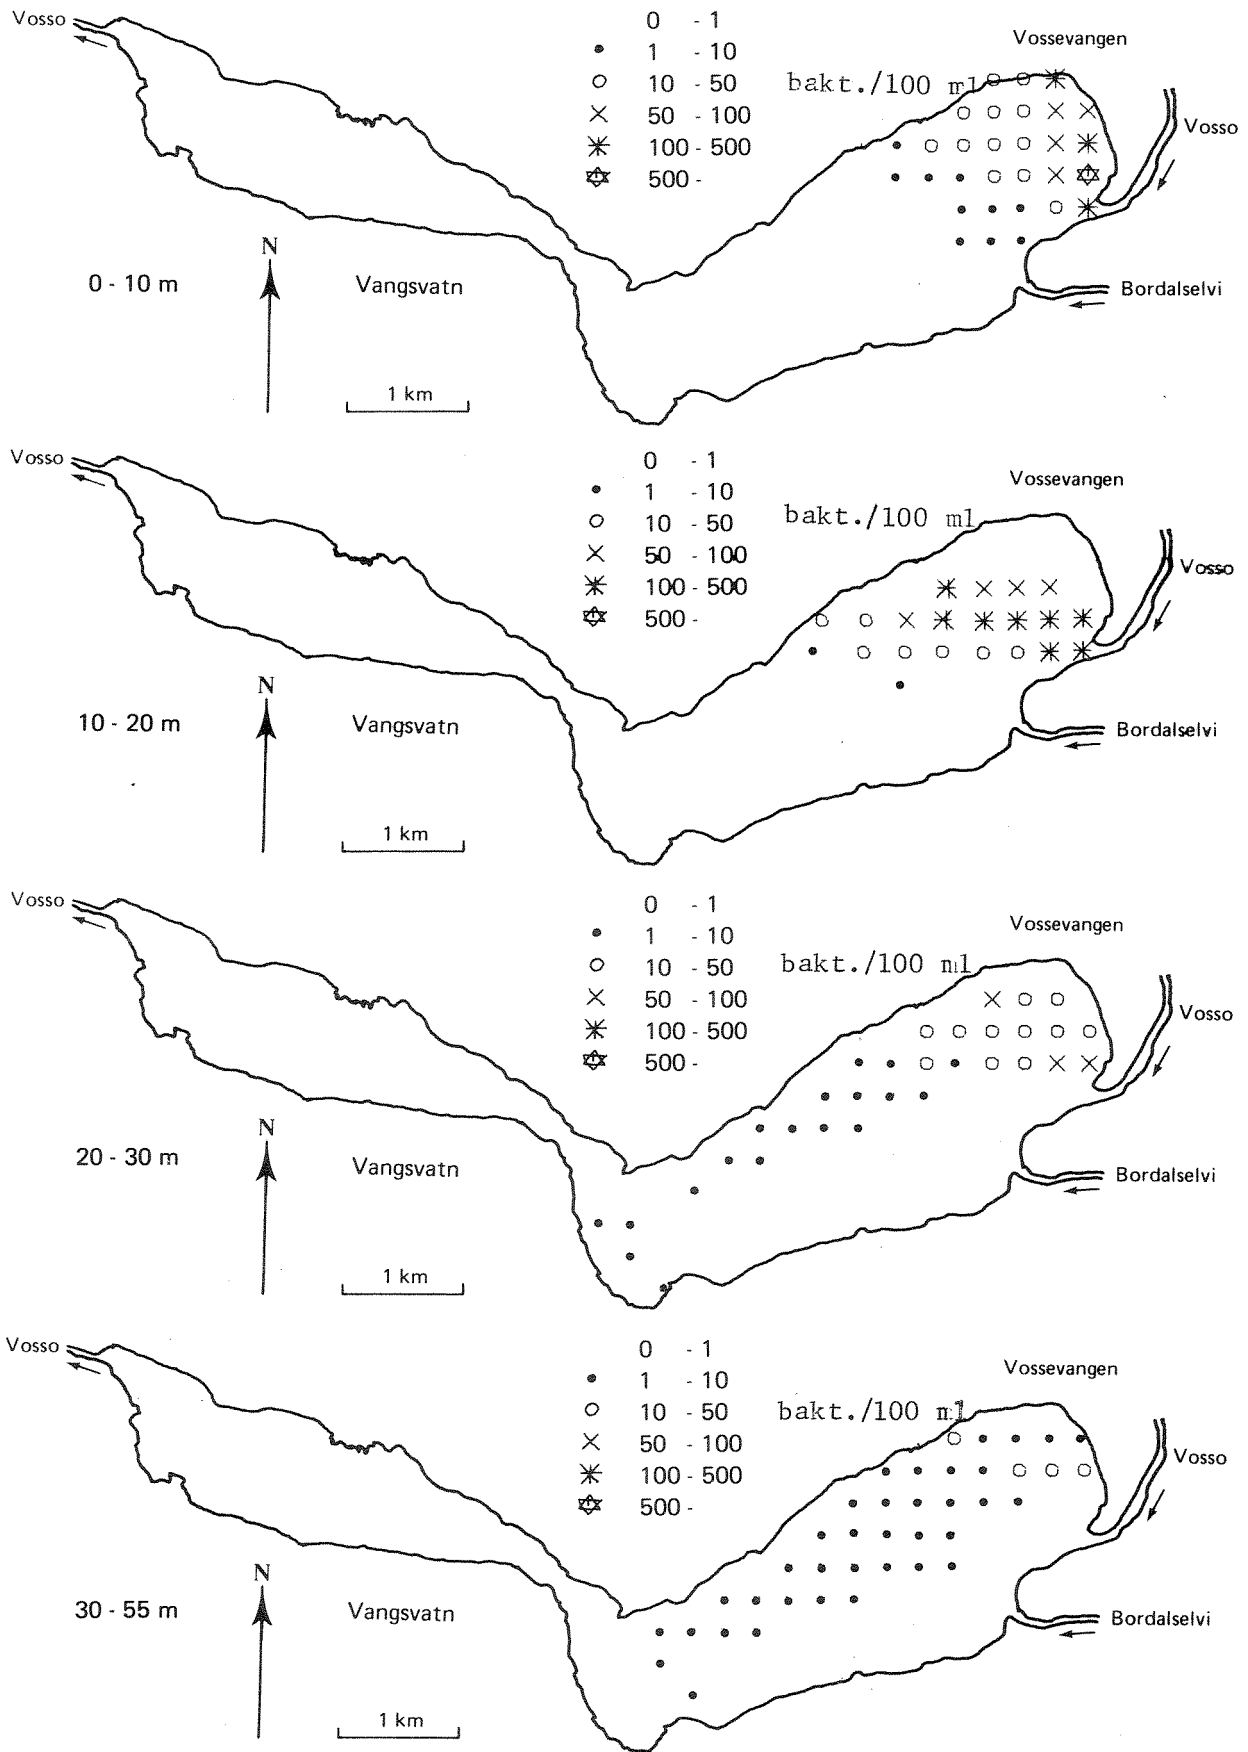 Vosso
0 - 1
Vossevangen
1 - 10
10 - 50 bakt./100 ml
50 - 100
Vosso
100 - 500
500 -
N
0 - 10 m
Vangsvatn
Bordalselvi
1 km
Vosso
0 - 1
Vossevangen
1 - 10
10 - 50 bakt./100 ml
50 - 100
Vosso
100 - 500
500 -
N
10 - 20 m
Vangsvatn
Bordalselvi
1 km
Vosso
0 - 1
Vossevangen
1 - 10
10 - 50 bakt./100 ml
50 - 100
Vosso
100 - 500
500 -
N
20 - 30 m
Vangsvatn
Bordalselvi
1 km
Vosso
0 - 1
Vossevangen
1 - 10
10 - 50 bakt./100 ml
50 - 100
Vosso
100 - 500
500 -
N
30 - 55 m
Vangsvatn
Bordalselvi
1 km